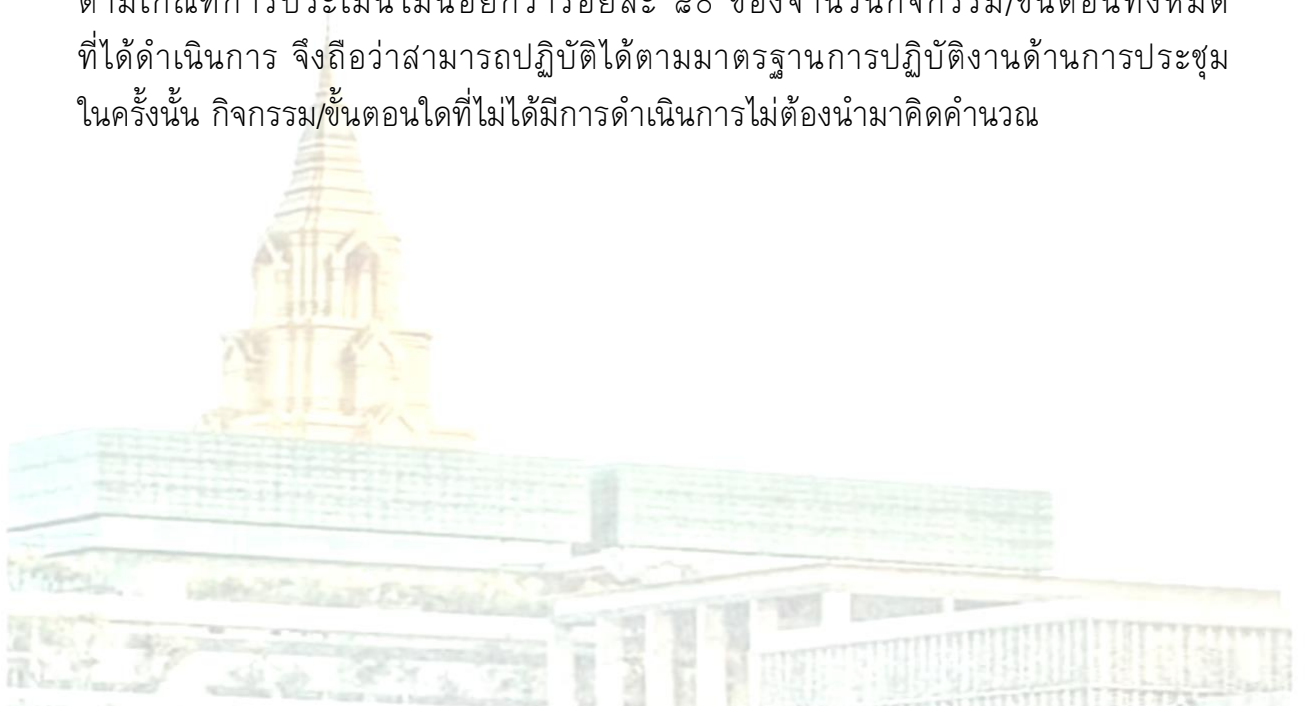 ตามเกณฑ์การประเมินไม่น้อยกว่าร้อยละ ๘๐ ของจำนวนกิจกรรม/ขั้นตอนทั้งหมด
ที่ได้ดำเนินการ จึงถือว่าสามารถปฏิบัติได้ตามมาตรฐานการปฏิบัติงานด้านการประชุม
ในครั้งนั้น กิจกรรม/ขั้นตอนใดที่ไม่ได้มีการดำเนินการไม่ต้องนำมาคิดคำนวณ